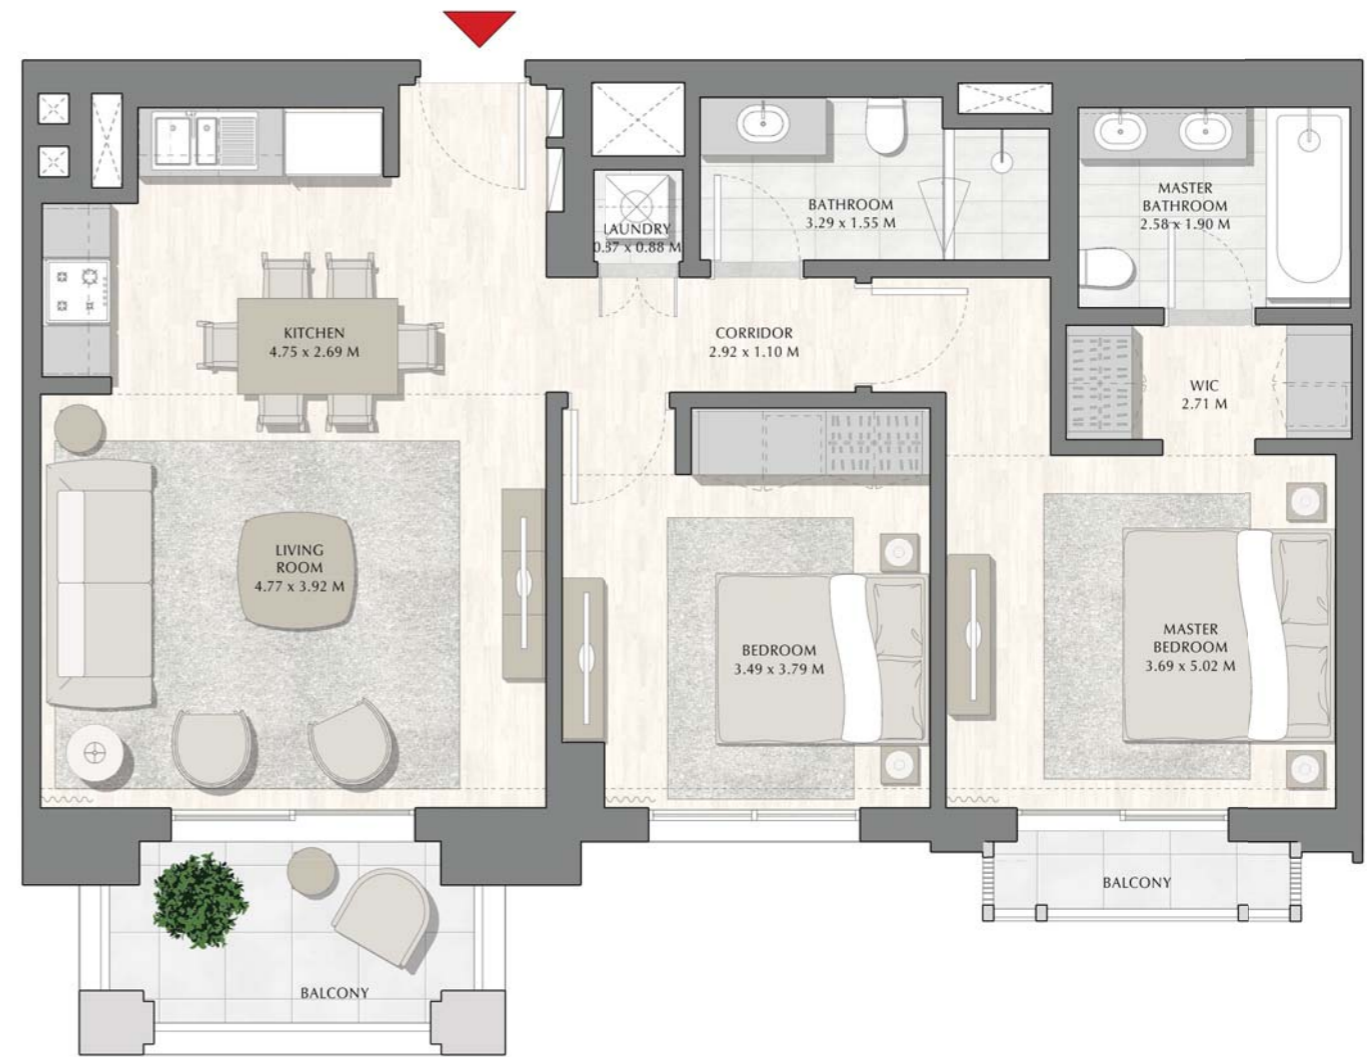 BATHROOM
3.29 x 1.55 M
MASTER
BATHROOM
2.58 x 1.90 M
LAUNDRY
0.87 x 0.88 M
KITCHEN
4.75 x 2.69 M
CORRIDOR
2.92 x 1.10 M
WIC
2.71 M
LIVING
ROOM
4.77 x 3.92 M
BEDROOM
3.49 x 3.79 M
MASTER
BEDROOM
3.69 x 5.02 M
BALCONY
BALCONY